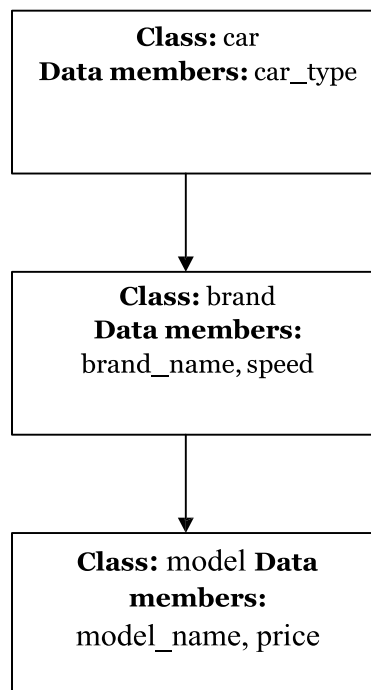 Class: car
Data members: car_type
Class: brand
Data members:
brand_name, speed
Class: model Data
members:
model_name, price